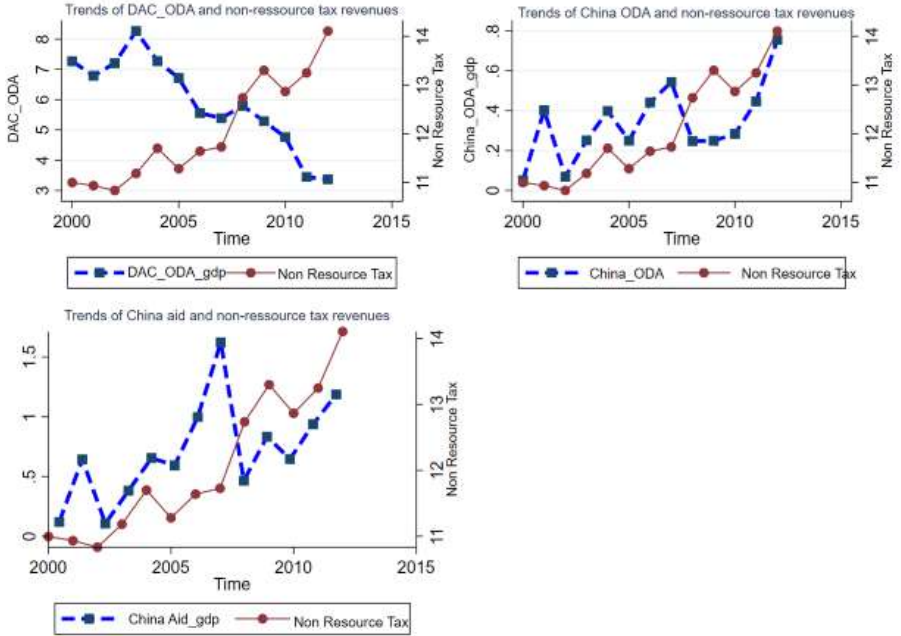 Trends of DAC_ODA and non-ressource tax revenues
DAC_ODA
8
7
6
5
4
3
14
13
12
11
Non Resource Tax
2000 2005 2010 2015
Time
DAC_ODA_gdp Non Resource Tax
Trends of China ODA and non-ressource tax revenues
China_ODA_gdp
.8
.6
.4
.2
0
14
13
12
11
Non Resource Tax
2000 2005 2010 2015
Time
China_ODA Non Resource Tax
Trends of China aid and non-ressource tax revenues
1.5
1
.5
0
14
13
12
11
Non Resource Tax
2000 2005 2010 2015
Time
China Aid_gdp Non Resource Tax